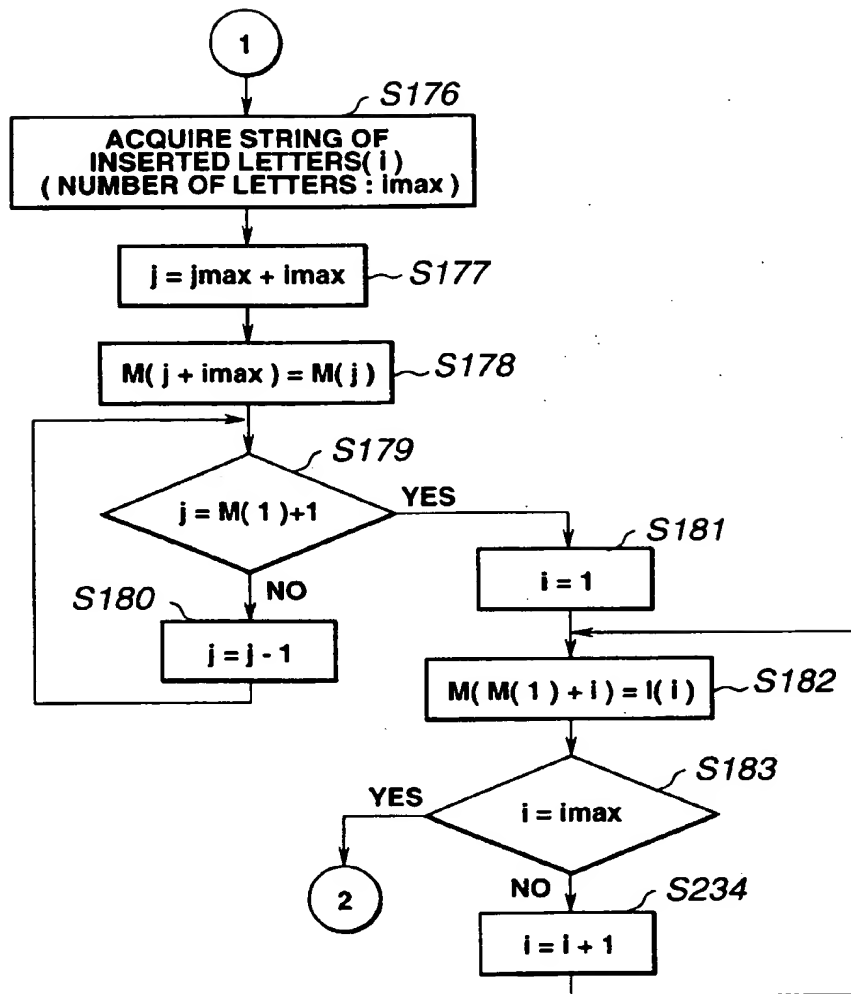 1
S176
ACQUIRE STRING OF
INSERTED LETTERS( i )
( NUMBER OF LETTERS : imax )
j = jmax + imax
S177
M( j + imax ) = M( j )
S178
S179
j = M( 1 )+1
YES
NO
S180
j = j - 1
S181
i = 1
M( M( 1 ) + i ) = I( i )
S182
S183
YES
i = imax
2
NO
S234
i = i + 1